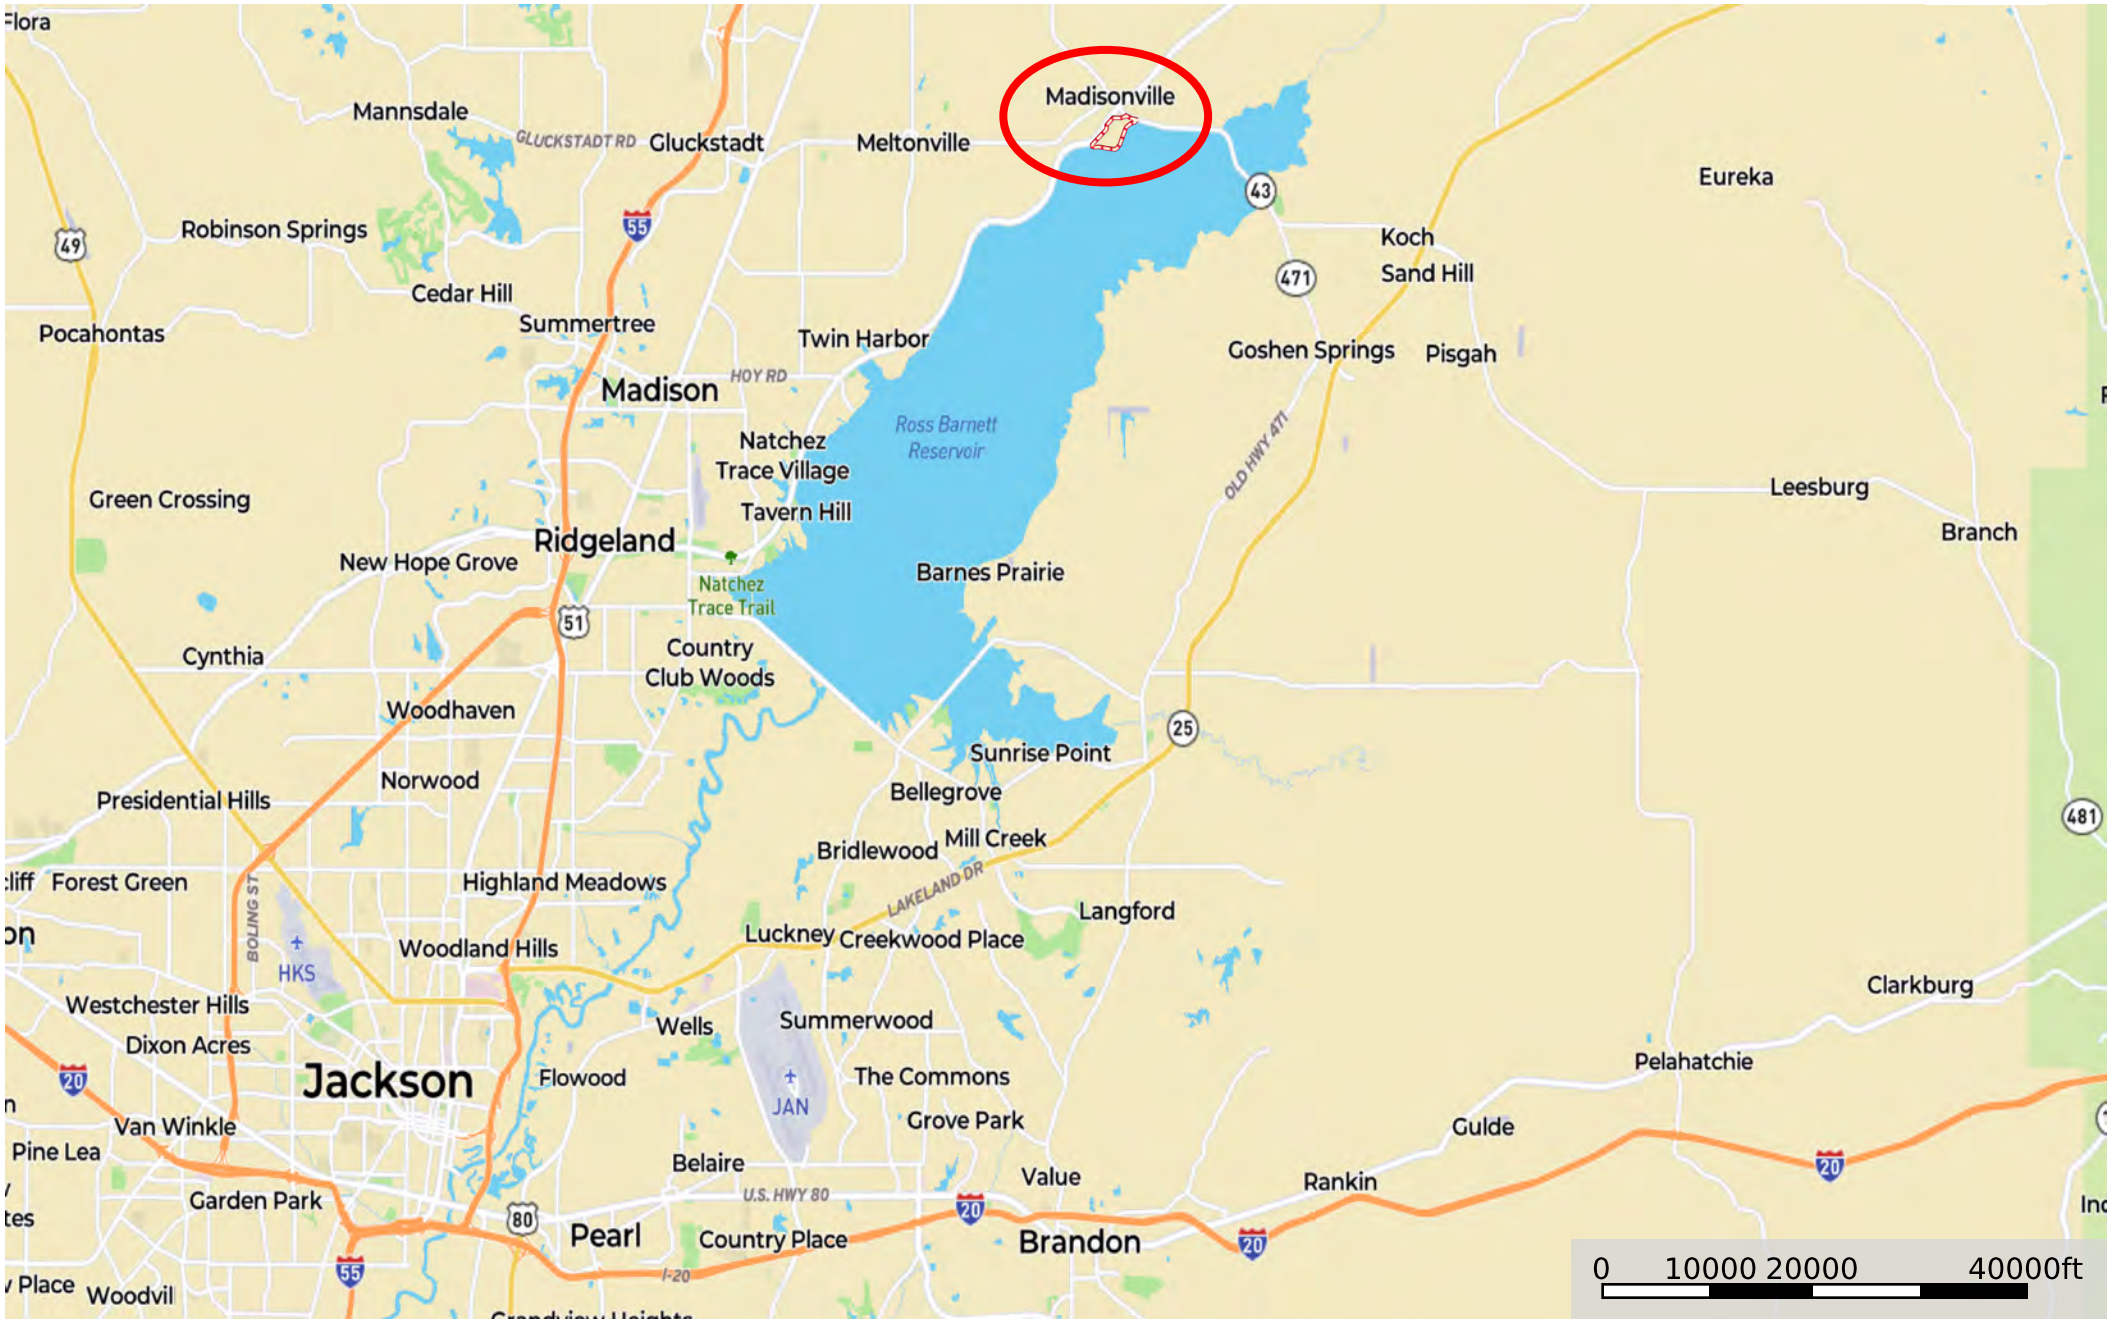 Flora
Madisonville
Mannsdale
GLUCKSTADT RD
Gluckstadt
Meltonville
Eureka
43
49
Robinson Springs
55
Koch
471
Sand Hill
Cedar Hill
Summertree
Pocahontas
Twin Harbor
Goshen Springs
Pisgah
HOY RD
Madison
Ross Barnett
Reservoir
Natchez
Trace Village
OLD HWY 471
Green Crossing
Leesburg
Tavern Hill
Branch
Ridgeland
New Hope Grove
Barnes Prairie
Natchez
Trace Trail
51
Cynthia
Country
Club Woods
Woodhaven
25
Sunrise Point
Norwood
Bellegrove
Presidential Hills
481
Bridlewood
Mill Creek
cliff
Forest Green
Highland Meadows
LAKELAND DR
BOLING ST
Langford
on
Luckney
Creekwood Place
Woodland Hills
HKS
Clarkburg
Westchester Hills
Wells
Summerwood
Dixon Acres
Pelahatchie
20
Jackson
Flowood
The Commons
JAN
Van Winkle
Grove Park
Gulde
Pine Lea
Belaire
20
Value
Rankin
Garden Park
U.S. HWY 80
tes
80
20
Pearl
Country Place
Brandon
20
55
I-20
0 10000 20000 40000ft
Place
Woodvil
Grandview Heights